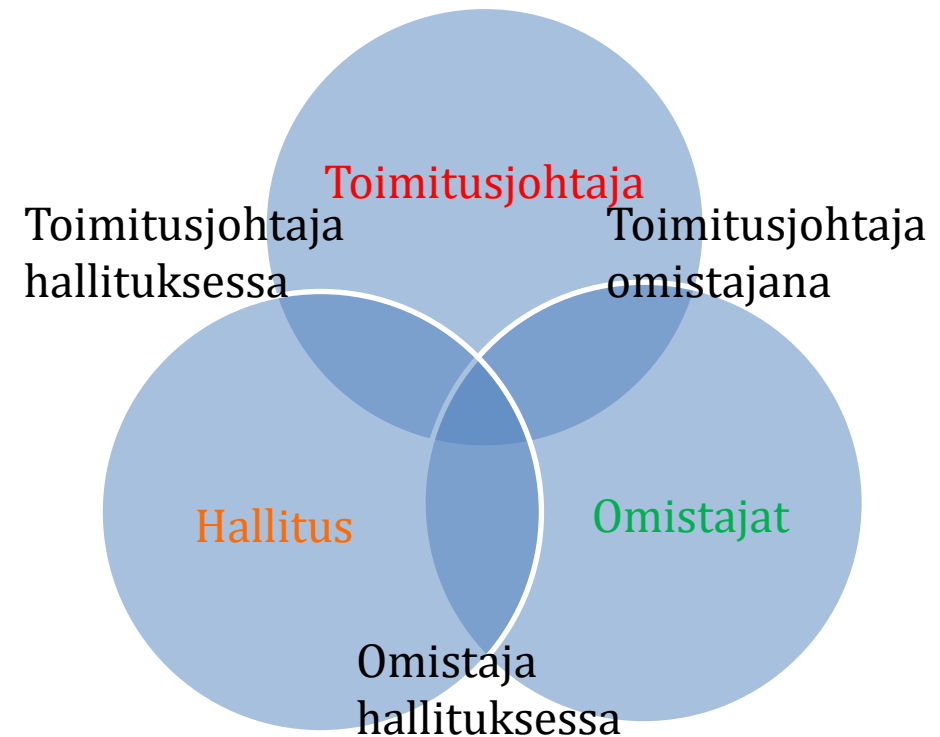 Toimitusjohtaja
Toimitusjohtaja
hallituksessa
Toimitusjohtaja
omistajana
Hallitus
Omistajat
Omistaja
hallituksessa